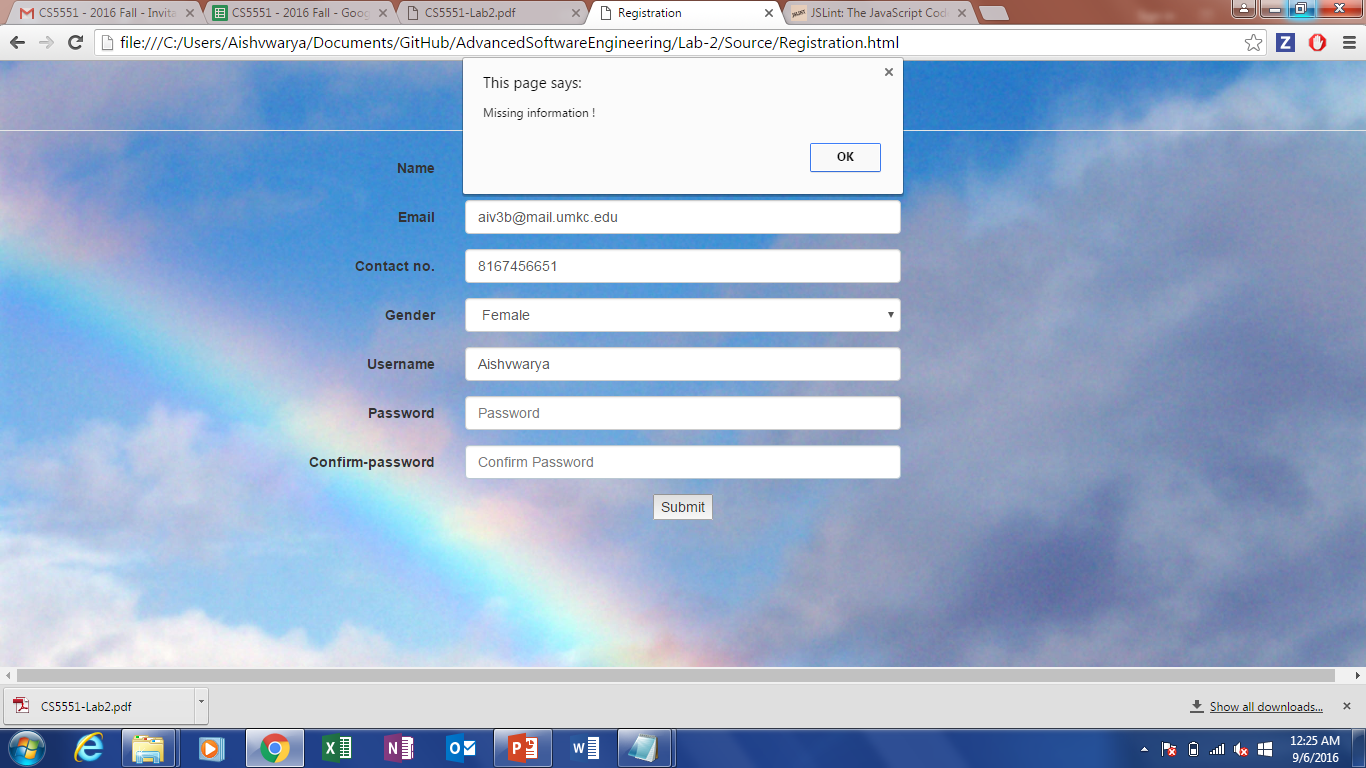 CS5551 - 2016 Fall - Invita
CS5551 - 2016 Fall - Goog
CS5551-Lab2.pdf
Registration
JSLint: The JavaScript Cod
file:///C:/Users/Aishvwarya/Documents/GitHub/AdvancedSoftwareEngineering/Lab-2/Source/Registration.html
This page says:
Missing information !
OK
Name
Email
aiv3b@mail.umkc.edu
Contact no.
8167456651
Gender
Female
Username
Aishvwarya
Password
Password
Confirm-password
Confirm Password
Submit
CS5551-Lab2.pdf
Show all downloads...
12:25 AM
9/6/2016